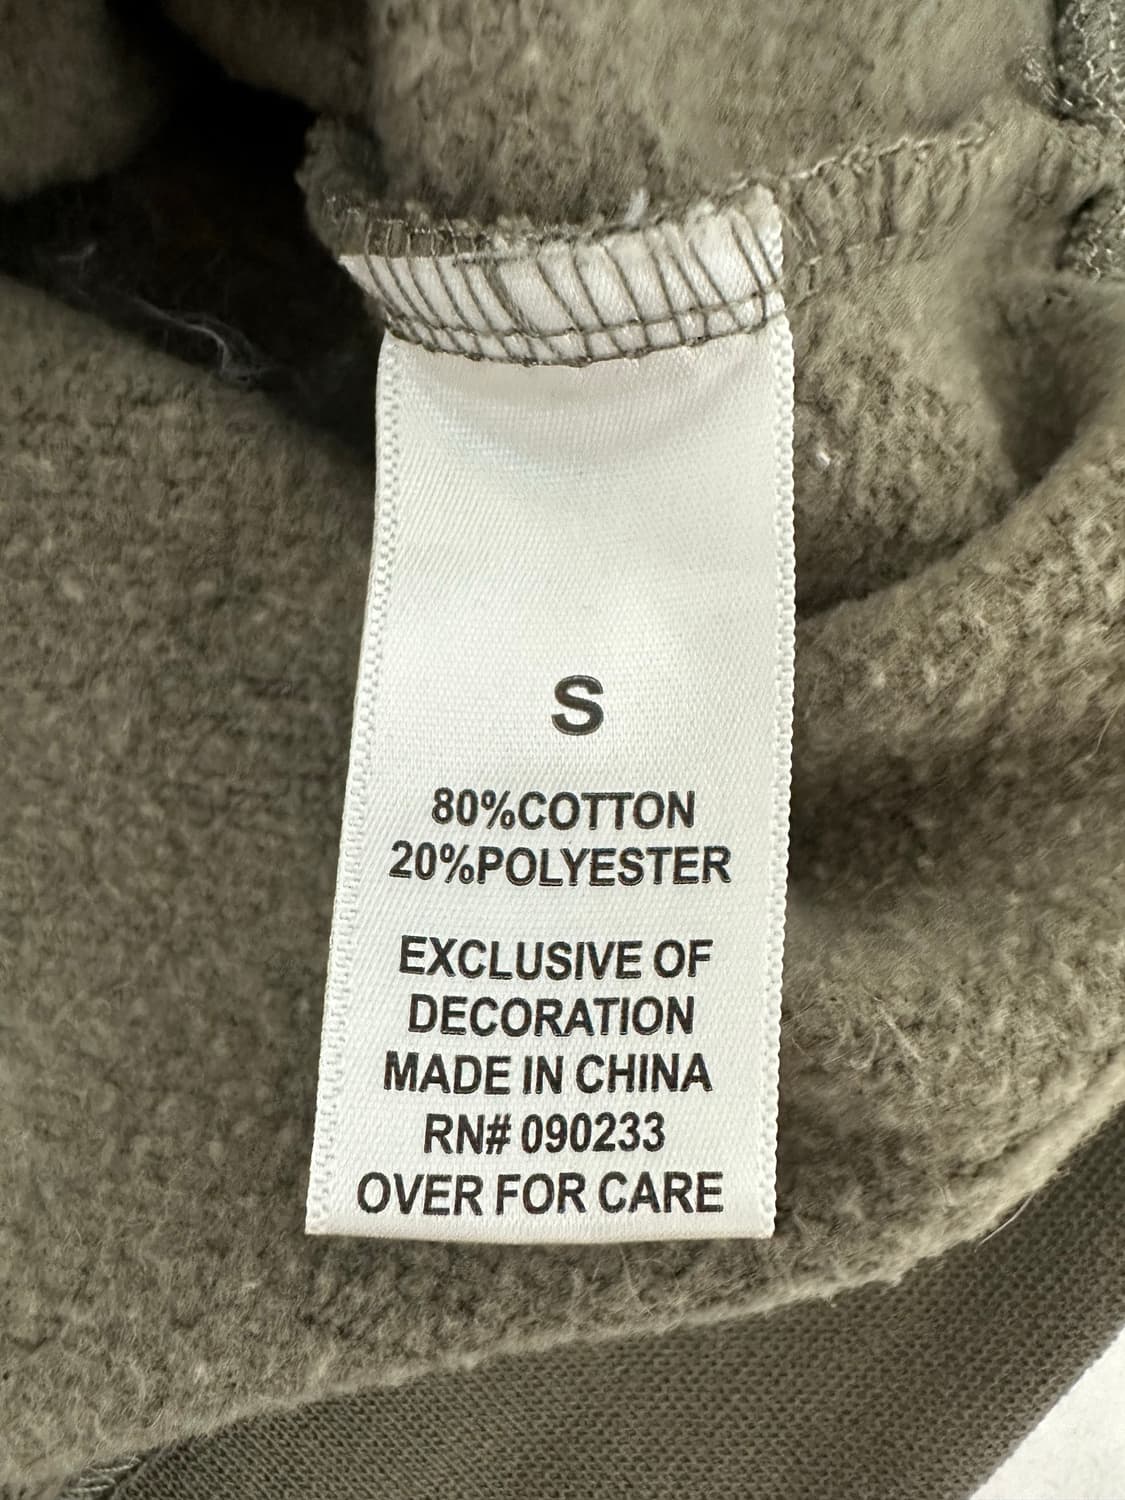 S
80%COTTON
20%POLYESTER
EXCLUSIVE OF
DECORATION
MADE IN CHINA
RN# 090233
OVER FOR CARE